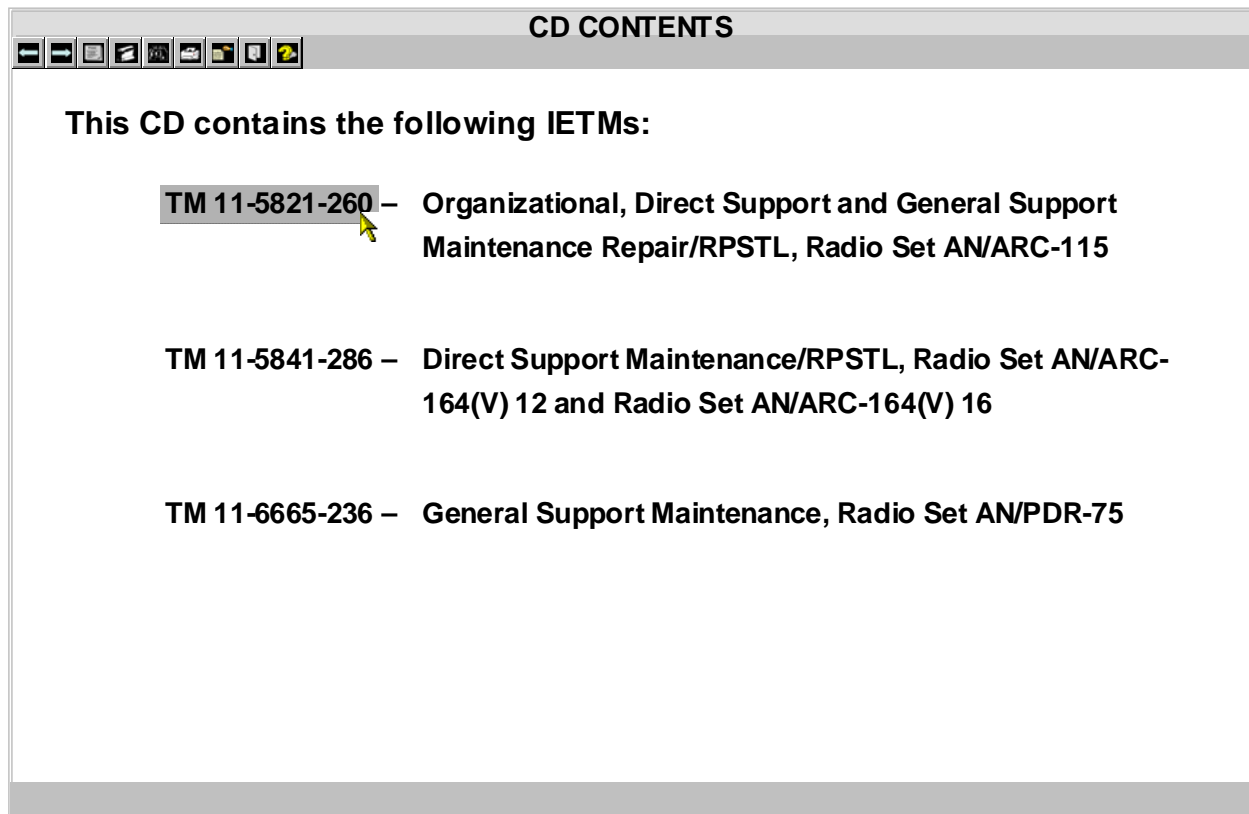 CD CONTENTS
This CD contains the following IETMs:
TM 11-5821-260 – Organizational, Direct Support and General Support
Maintenance Repair/RPSTL, Radio Set AN/ARC-115
TM 11-5841-286 – Direct Support Maintenance/RPSTL, Radio Set AN/ARC-
164(V) 12 and Radio Set AN/ARC-164(V) 16
TM 11-6665-236 – General Support Maintenance, Radio Set AN/PDR-75